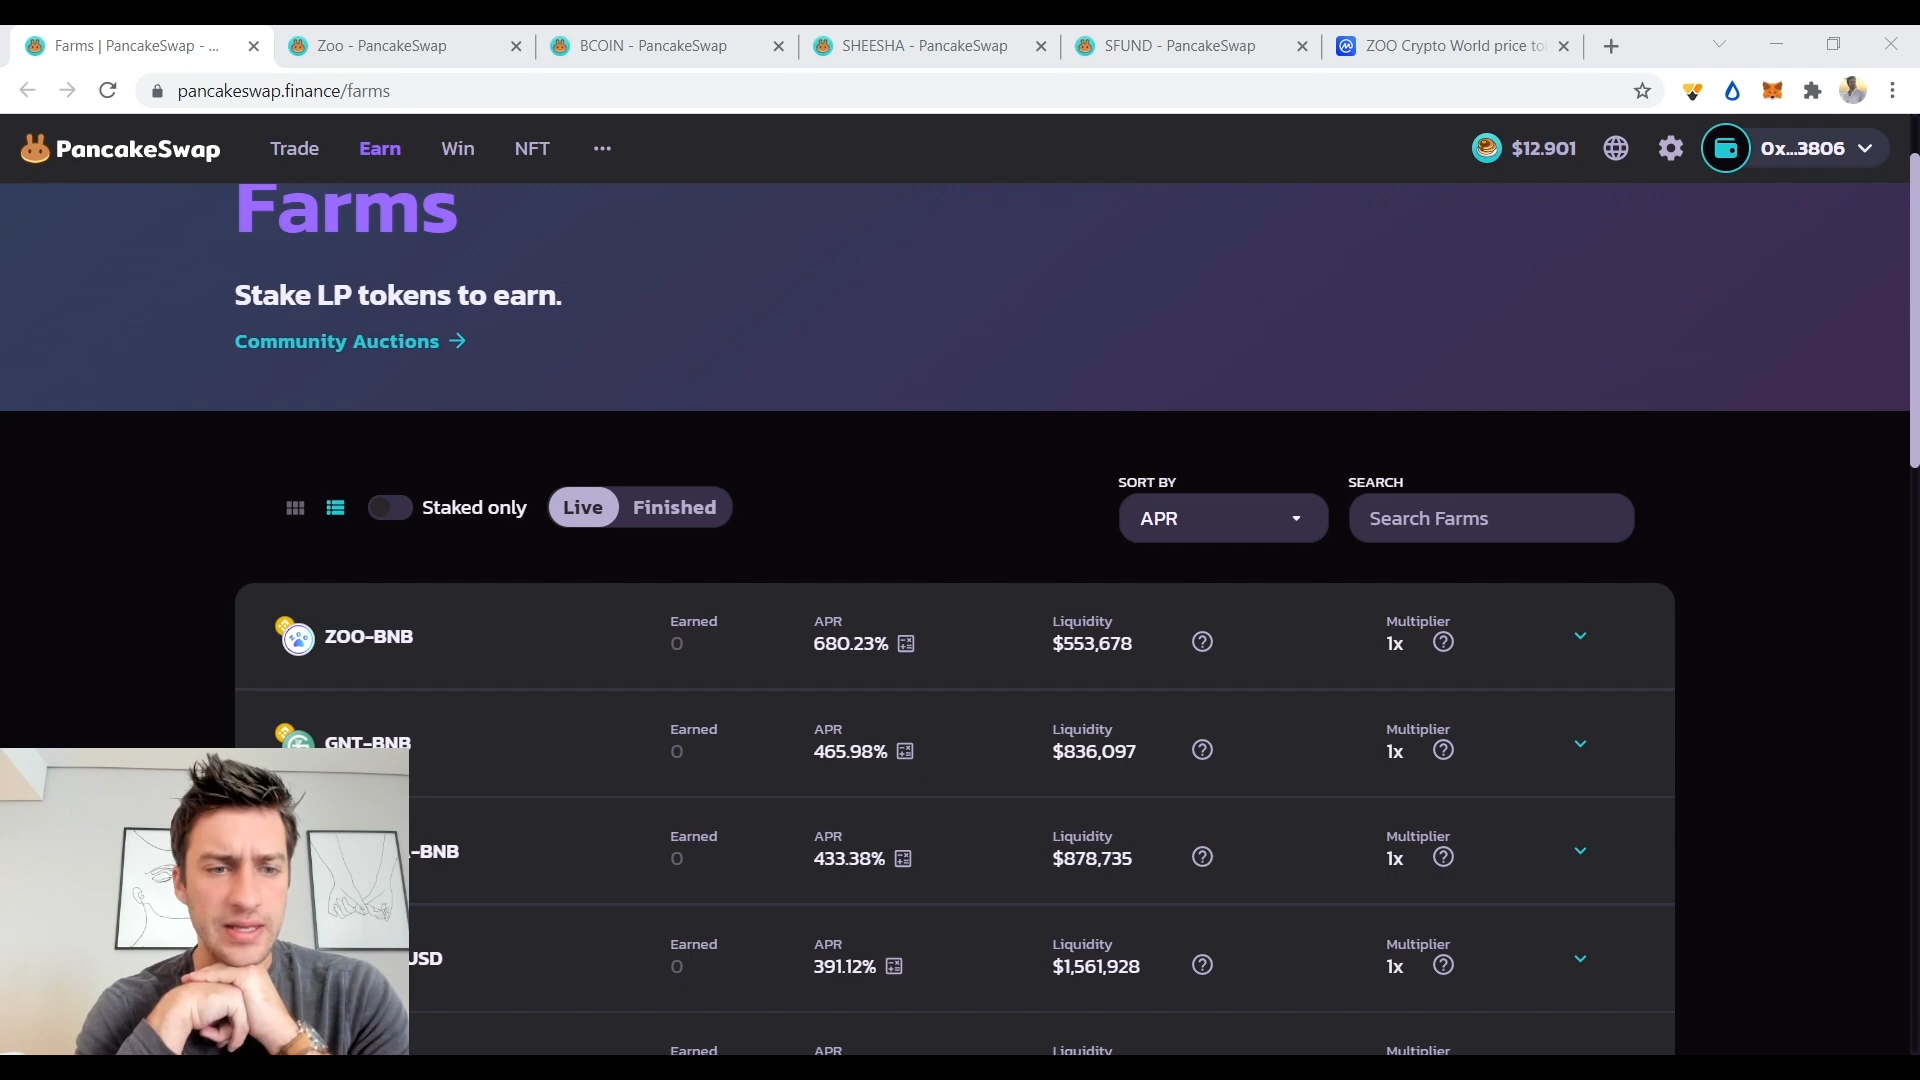 Farms | PancakeSwap - ...
Zoo - PancakeSwap
BCOIN - PancakeSwap
SHEESHA - PancakeSwap
SFUND - PancakeSwap
ZOO Crypto World price to
pancakeswap.finance/farms
PancakeSwap
Trade
Earn
Win
NFT
$12.901
0x...3806
Farms
Stake LP tokens to earn.
Community Auctions
Staked only
Live
Finished
SORT BY
APR
SEARCH
Search Farms
ZOO-BNB
Earned
0
APR
680.23%
Liquidity
$553,678
Multiplier
1x
GNT-BNB
Earned
0
APR
465.98%
Liquidity
$836,097
Multiplier
1x
-BNB
Earned
0
APR
433.38%
Liquidity
$878,735
Multiplier
1x
USD
Earned
0
APR
391.12%
Liquidity
$1,561,928
Multiplier
1x
Earned
APR
Liquidity
Multiplier